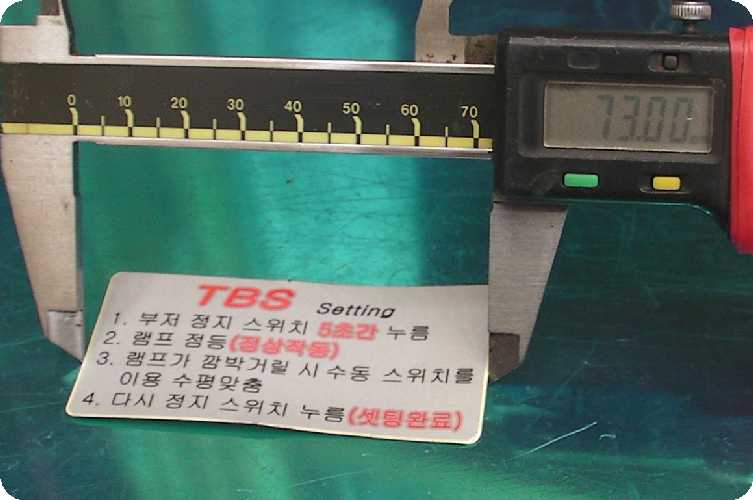 0 10 20 30 40 50 60 70
73.00
TBS Setting
1. 부저 정지 스위치 5초간 누름
2. 램프 점등(정상작동)
3. 램프가 깜박거릴 시 수동 스위치를
이용 수평맞춤
4. 다시 정지 스위치 누름(셋팅완료)